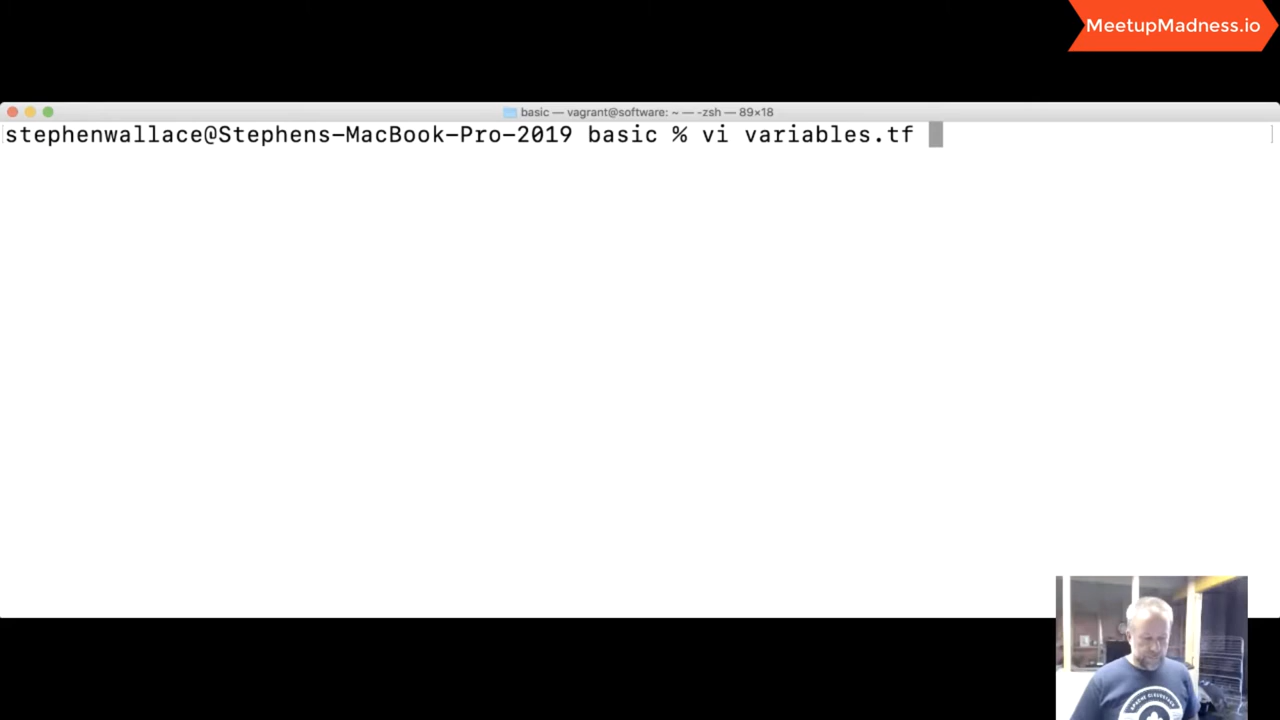 MeetupMadness.io
basic — vagrant@software: ~ — -zsh — 89×18
stephenwallace@Stephens-MacBook-Pro-2019 basic % vi variables.tf